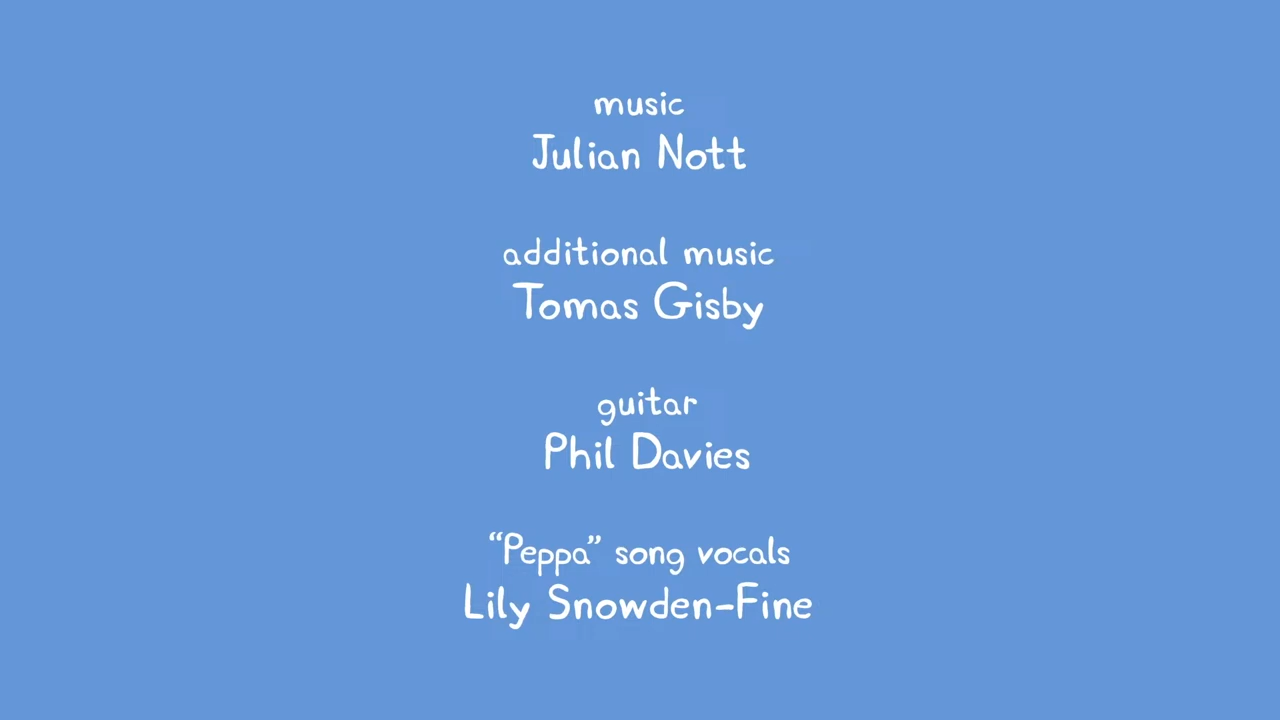 music
Julian Nott
additional music
Tomas Gisby
guitar
Phil Davies
“Peppa” song vocals
Lily Snowden-Fine